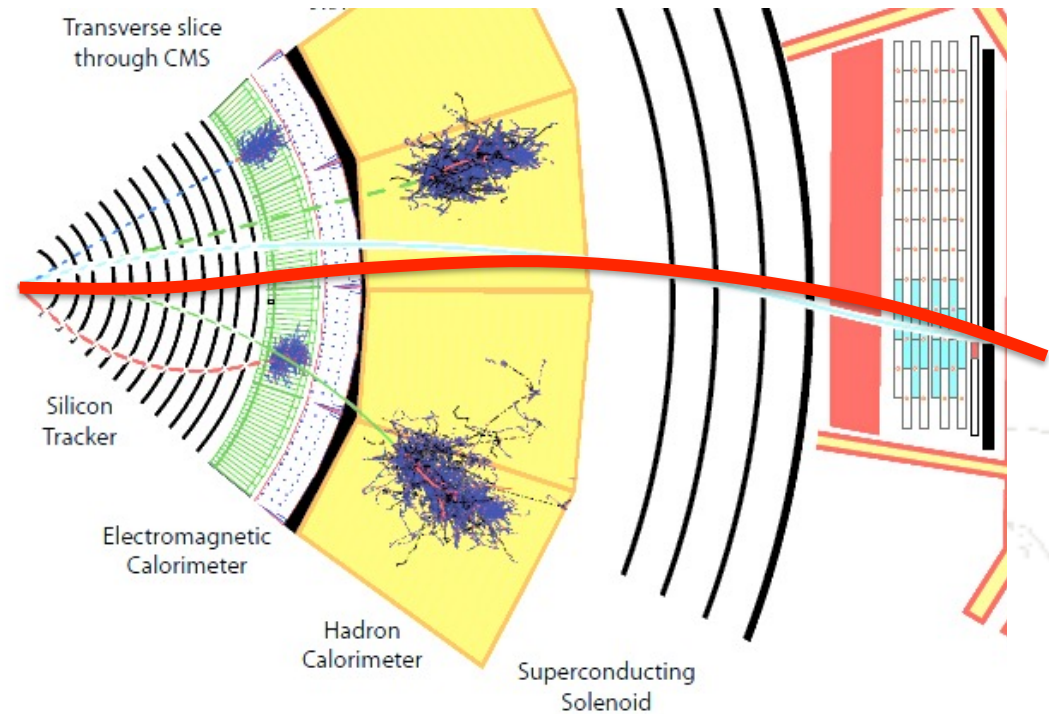 Transverse slice
through CMS
Silicon
Tracker
Electromagnetic
Calorimeter
Hadron
Calorimeter
Superconducting
Solenoid